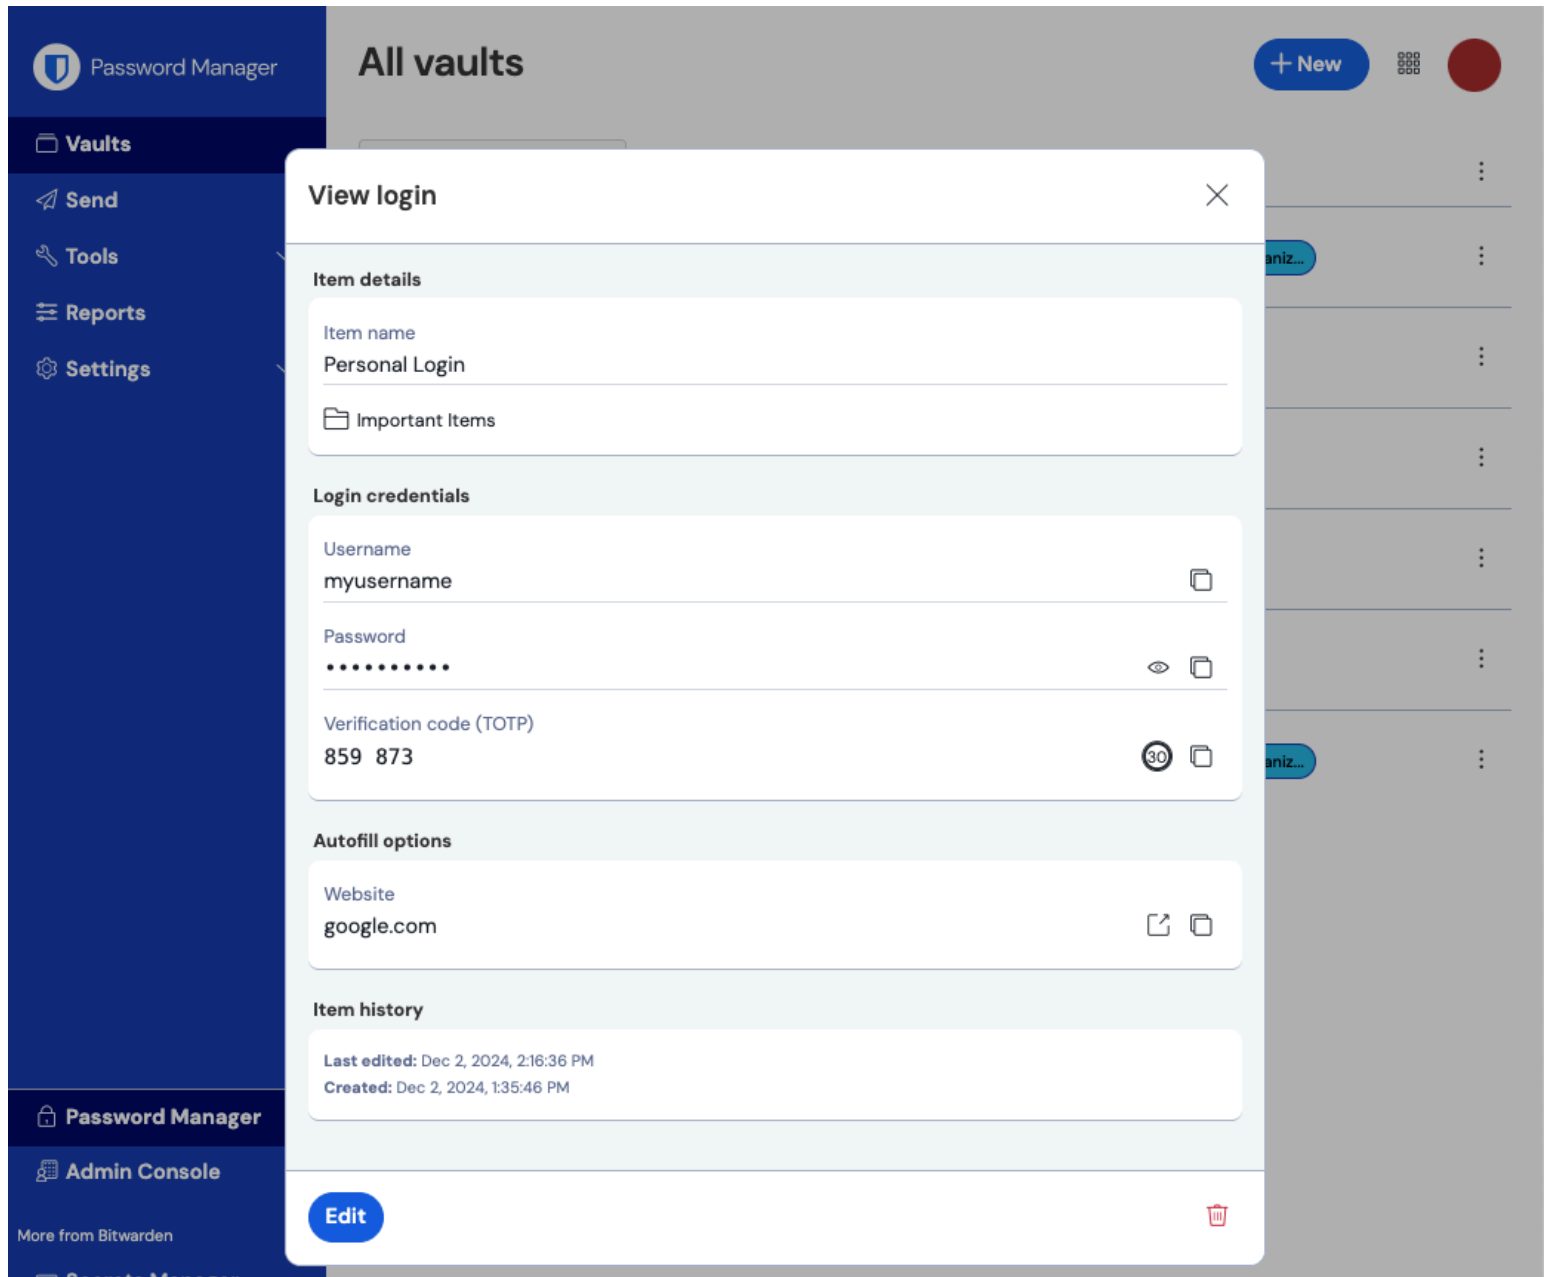 Password Manager
All vaults
New
Vaults
Send
Tools
Reports
Settings
View login
Item details
Item name
Personal Login
Important Items
Login credentials
Username
myusername
Password
••••••••••
Verification code (TOTP)
859 873
30
Autofill options
Website
google.com
Item history
Last edited: Dec 2, 2024, 2:16:36 PM
Created: Dec 2, 2024, 1:35:46 PM
Edit
aniz...
aniz...
Password Manager
Admin Console
More from Bitwarden